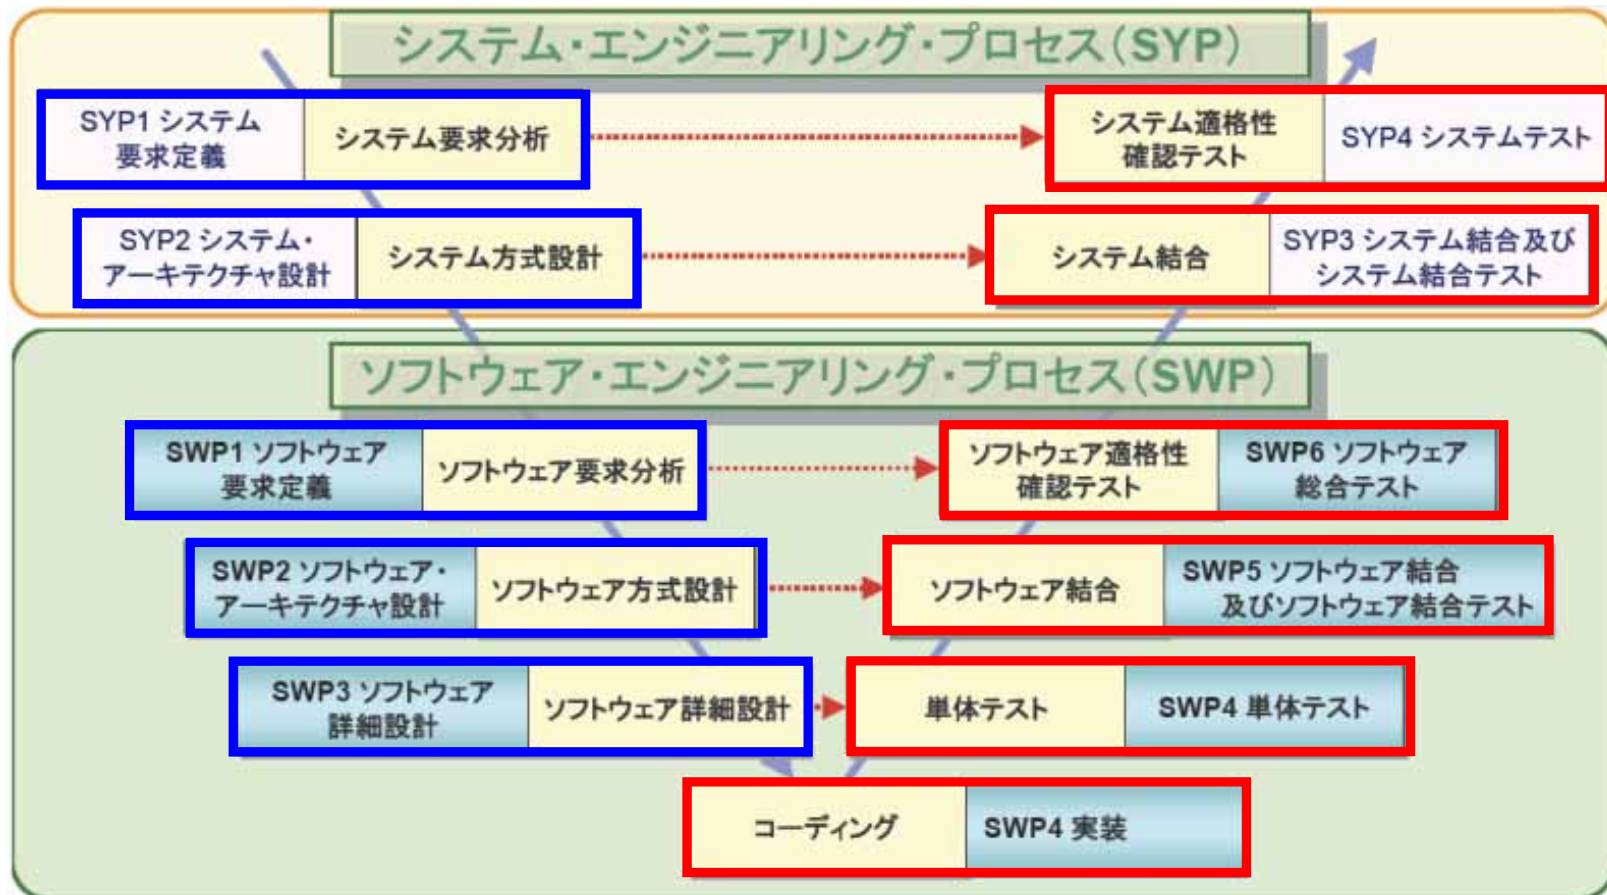 システム・エンジニアリング・プロセス(SYP)
SYP1 システム
要求定義
システム要求分析
システム適格性
確認テスト
SYP4 システムテスト
SYP2 システム・
アーキテクチャ設計
システム方式設計
システム結合
SYP3 システム結合及び
システム結合テスト
ソフトウェア・エンジニアリング・プロセス(SWP)
SWP1 ソフトウェア
要求定義
ソフトウェア要求分析
ソフトウェア適格性
確認テスト
SWP6 ソフトウェア
総合テスト
SWP2 ソフトウェア・
アーキテクチャ設計
ソフトウェア方式設計
ソフトウェア結合
SWP5 ソフトウェア結合
及びソフトウェア結合テスト
SWP3 ソフトウェア
詳細設計
ソフトウェア詳細設計
単体テスト
SWP4 単体テスト
コーディング
SWP4 実装